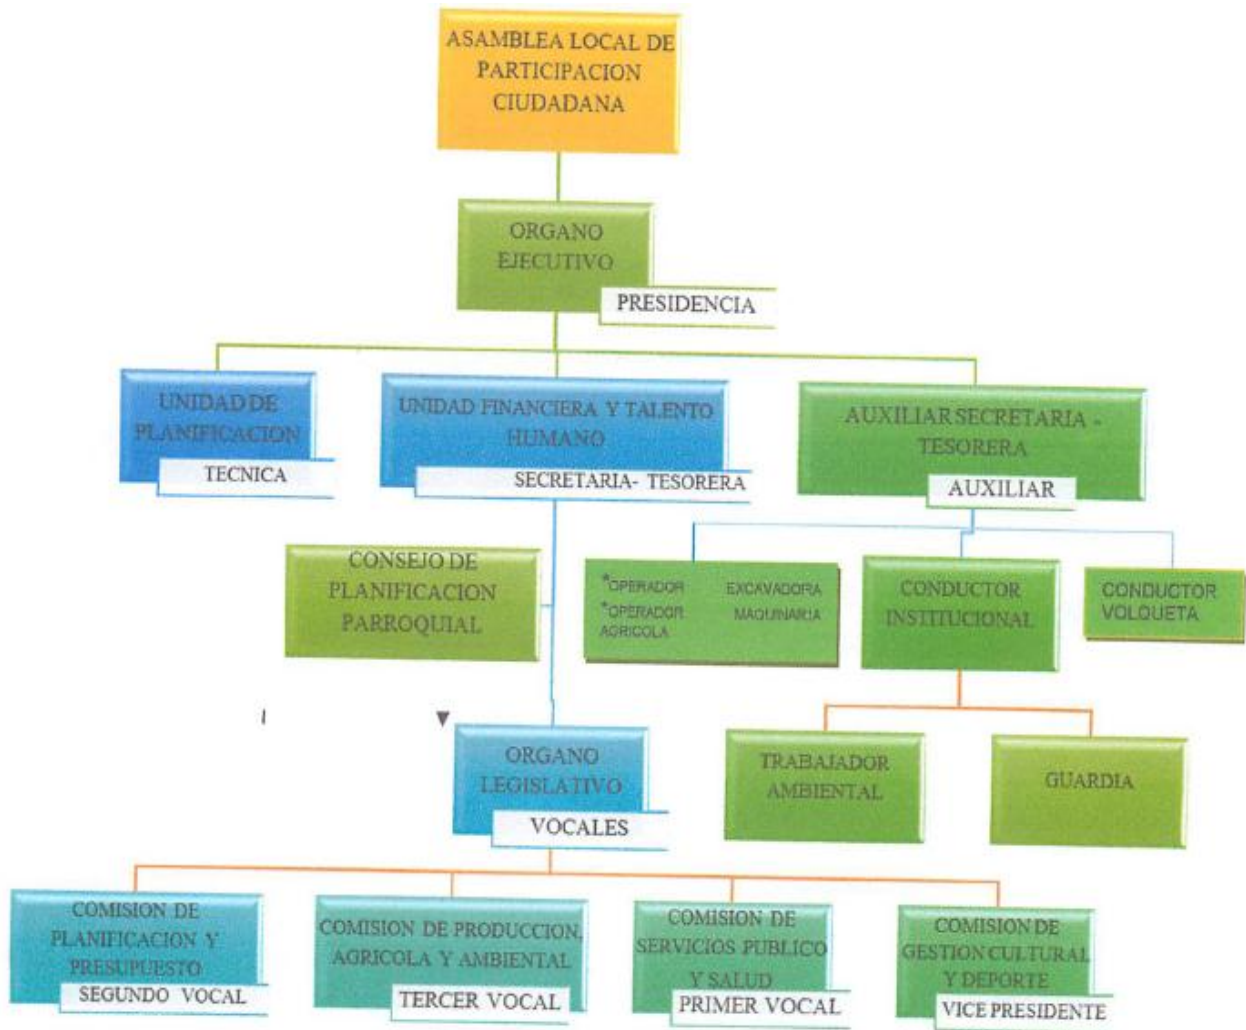 ASAMBLEA LOCAL DE
PARTICIPACION
CIUDADANA
ORGANO
EJECUTIVO
PRESIDENCIA
UNIDAD DE
PLANIFICACION
TECNICA
UNIDAD FINANCIERA Y TALENTO
HUMANO
SECRETARIA- TESORERA
AUXILIAR SECRETARIA -
TESORERA
AUXILIAR
CONSEJO DE
PLANIFICACION
PARROQUIAL
*OPERADOR EXCAVADORA
*OPERADOR MAQUINARIA
AGRICOLA
CONDUCTOR
INSTITUCIONAL
CONDUCTOR
VOLQUETA
ORGANO
LEGISLATIVO
VOCALES
TRABAJADOR
AMBIENTAL
GUARDIA
COMISION DE
PLANIFICACION Y
PRESUPUESTO
SEGUNDO VOCAL
COMISION DE PRODUCCION,
AGRICOLA Y AMBIENTAL
TERCER VOCAL
COMISION DE
SERVICIOS PUBLICO
Y SALUD
PRIMER VOCAL
COMISION DE
GESTION CULTURAL
Y DEPORTE
VICE PRESIDENTE